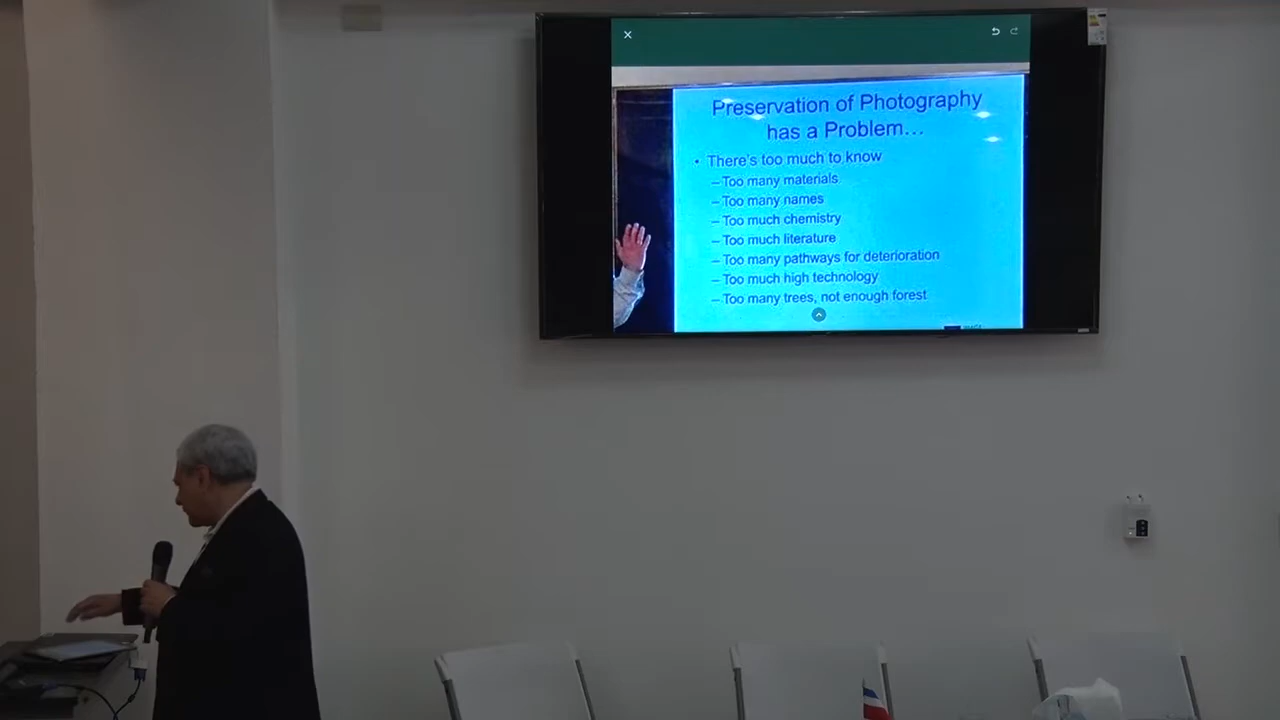 Preservation of Photography
has a Problem…
• There's too much to know
– Too many materials
– Too many names
– Too much chemistry
– Too much literature
– Too many pathways for deterioration
– Too much high technology
– Too many trees, not enough forest